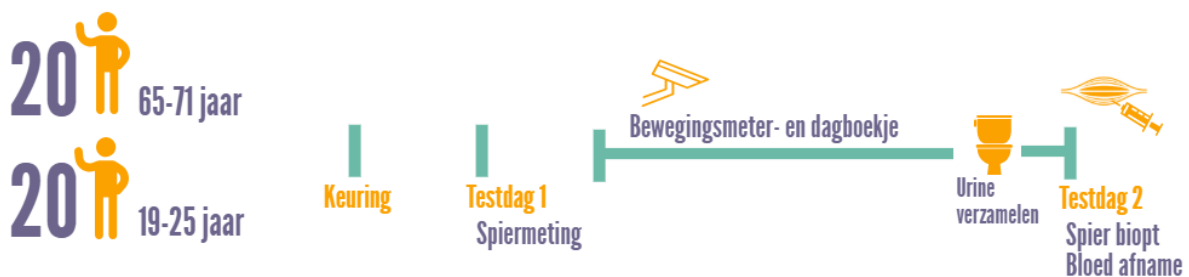 20 65-71 jaar
20 19-25 jaar
Keuring
Testdag 1
Spiermeting
Bewegingsmeter- en dagboekje
Urine
verzamelen
Testdag 2
Spier biopt
Bloed afname